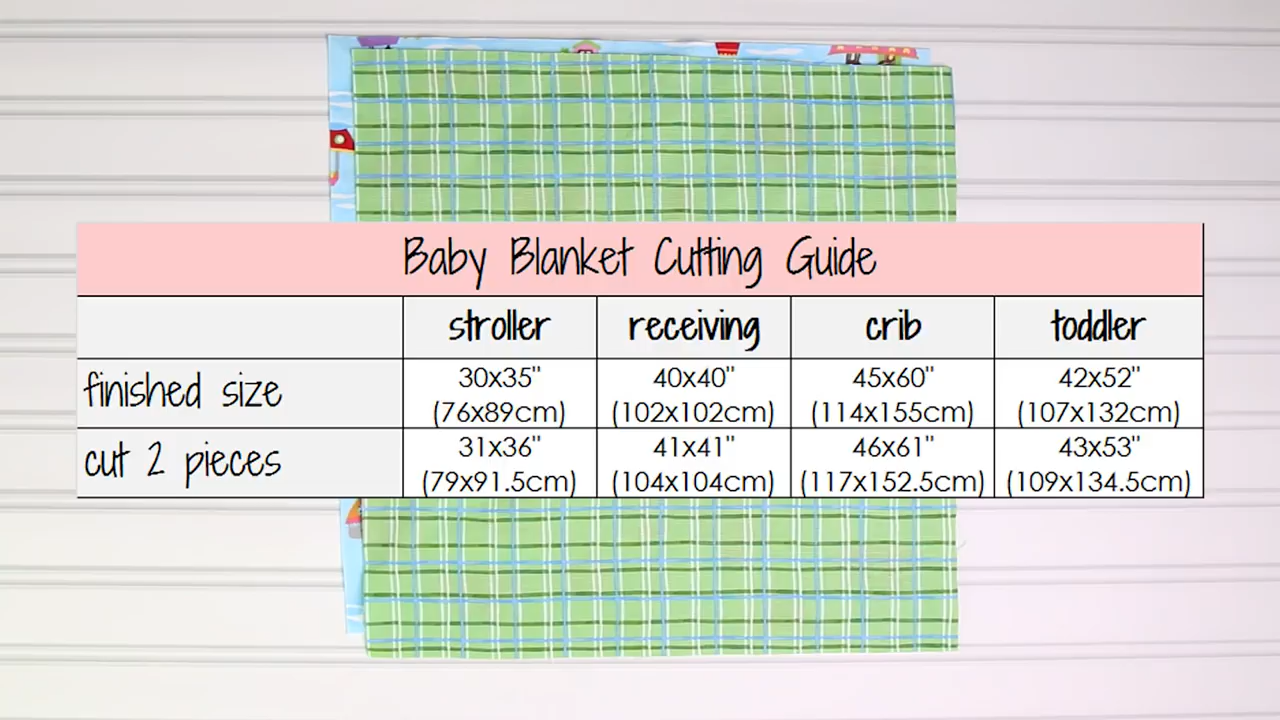 Baby Blanket Cutting Guide
stroller receiving crib toddler
finished size 30x35" 40x40" 45x60" 42x52"
(76x89cm) (102x102cm) (114x155cm) (107x132cm)
cut 2 pieces 31x36" 41x41" 46x61" 43x53"
(79x91.5cm) (104x104cm) (117x152.5cm) (109x134.5cm)